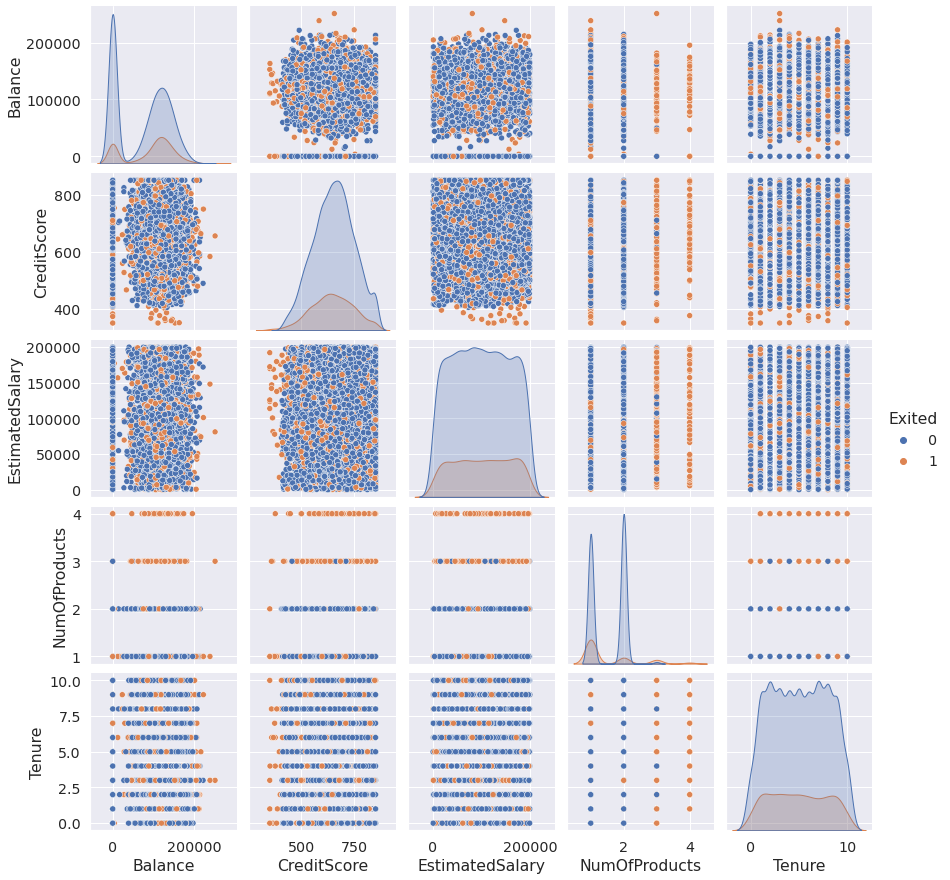 Balance
200000
100000
0
CreditScore
800
600
400
EstimatedSalary
200000
150000
100000
50000
0
Exited
0
1
NumOfProducts
4
3
2
1
Tenure
10.0
7.5
5.0
2.5
0.0
0 200000 500 750 0 200000 2 4 0 10
Balance CreditScore EstimatedSalary NumOfProducts Tenure